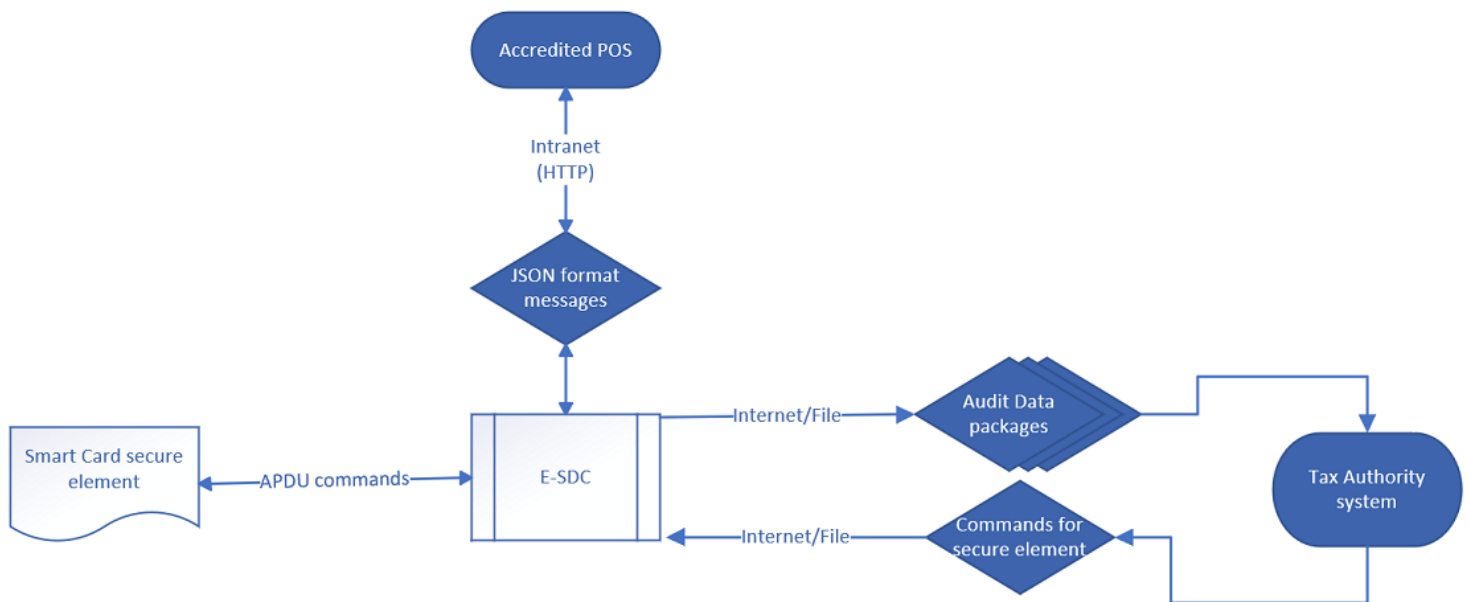 Accredited POS
Intranet
(HTTP)
JSON format
messages
Internet/File
Audit Data
packages
Smart Card secure
element
APDU commands
E-SDC
Tax Authority
system
Internet/File
Commands for
secure element